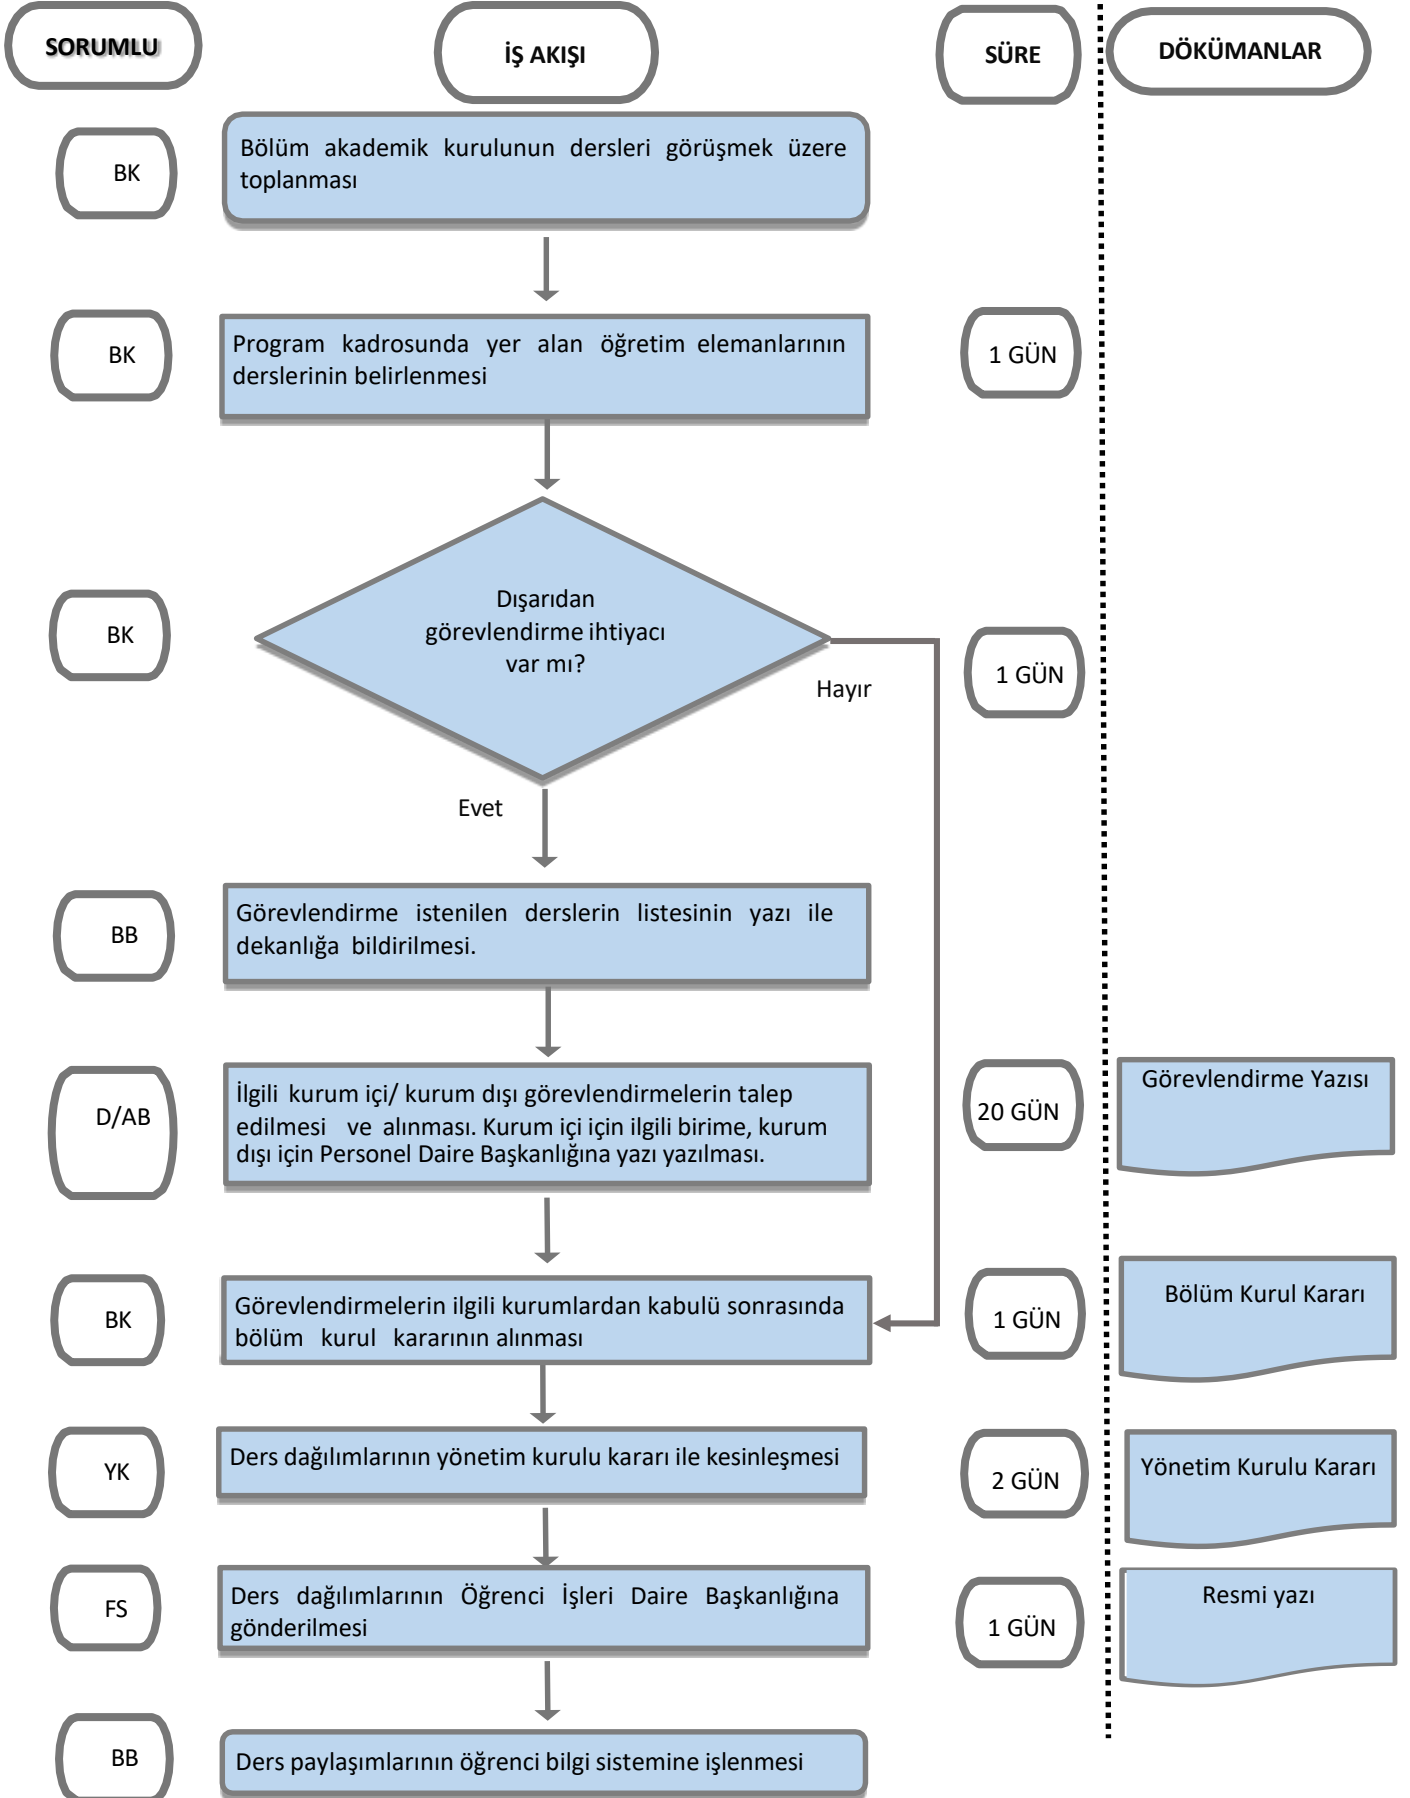 SORUMLU
İŞ AKIŞI
SÜRE
DÖKÜMANLAR
BK
Bölüm akademik kurulunun dersleri görüşmek üzere
toplanması
BK
Program kadrosunda yer alan öğretim elemanlarının
derslerinin belirlenmesi
1 GÜN
BK
Dışarıdan
görevlendirme ihtiyacı
var mı?
1 GÜN
Hayır
Evet
BB
Görevlendirme istenilen derslerin listesinin yazı ile
dekanlığa bildirilmesi.
D/AB
İlgili kurum içi/ kurum dışı görevlendirmelerin talep
edilmesi ve alınması. Kurum içi için ilgili birime, kurum
dışı için Personel Daire Başkanlığına yazı yazılması.
20 GÜN
Görevlendirme Yazısı
BK
Görevlendirmelerin ilgili kurumlardan kabulü sonrasında
bölüm kurul kararının alınması
1 GÜN
Bölüm Kurul Kararı
YK
Ders dağılımlarının yönetim kurulu kararı ile kesinleşmesi
2 GÜN
Yönetim Kurulu Kararı
FS
Ders dağılımlarının Öğrenci İşleri Daire Başkanlığına
gönderilmesi
1 GÜN
Resmi yazı
BB
Ders paylaşımlarının öğrenci bilgi sistemine işlenmesi